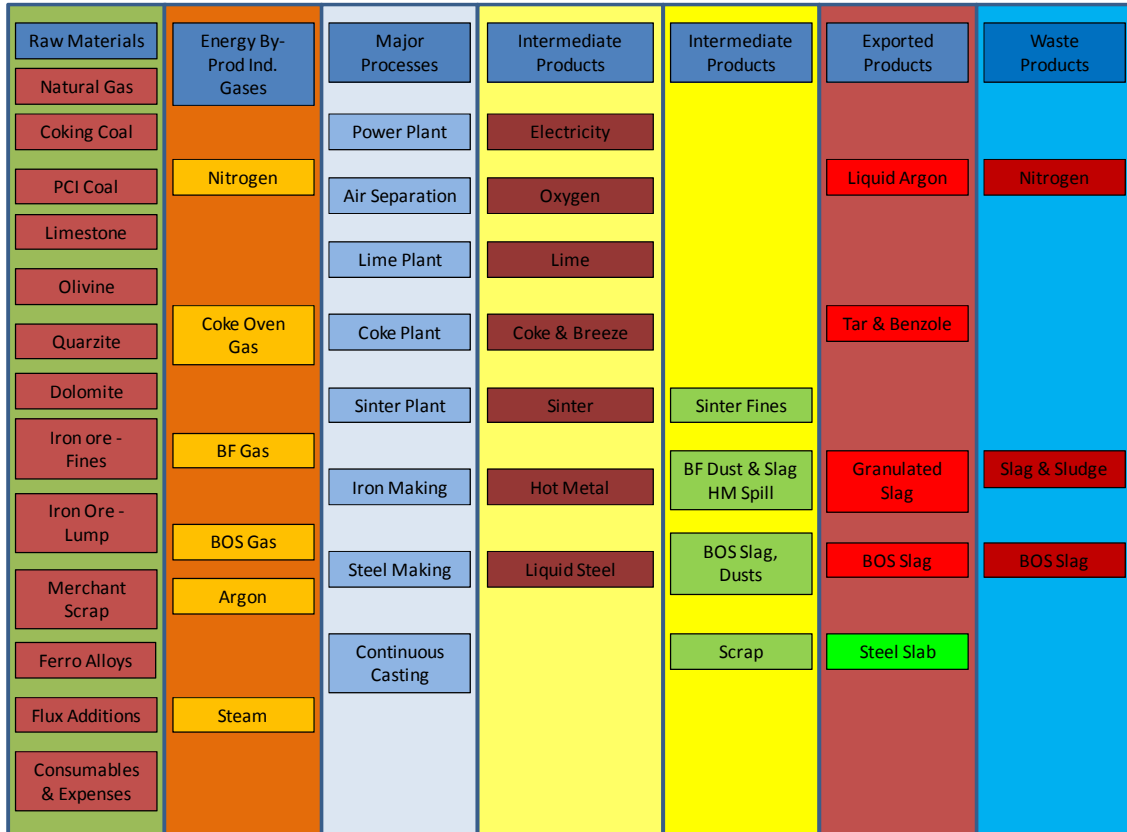 Raw Materials
Natural Gas
Coking Coal
PCI Coal
Limestone
Olivine
Quarzite
Dolomite
Iron ore -
Fines
Iron Ore -
Lump
Merchant
Scrap
Ferro Alloys
Flux Additions
Consumables
& Expenses
Energy By-
Prod Ind.
Gases
Nitrogen
Coke Oven
Gas
BF Gas
BOS Gas
Argon
Steam
Major
Processes
Power Plant
Air Separation
Lime Plant
Coke Plant
Sinter Plant
Iron Making
Steel Making
Continuous
Casting
Intermediate
Products
Electricity
Oxygen
Lime
Coke & Breeze
Sinter
Hot Metal
Liquid Steel
Intermediate
Products
Sinter Fines
BF Dust & Slag
HM Spill
BOS Slag,
Dusts
Scrap
Exported
Products
Liquid Argon
Tar & Benzole
Granulated
Slag
BOS Slag
Steel Slab
Waste
Products
Nitrogen
Slag & Sludge
BOS Slag